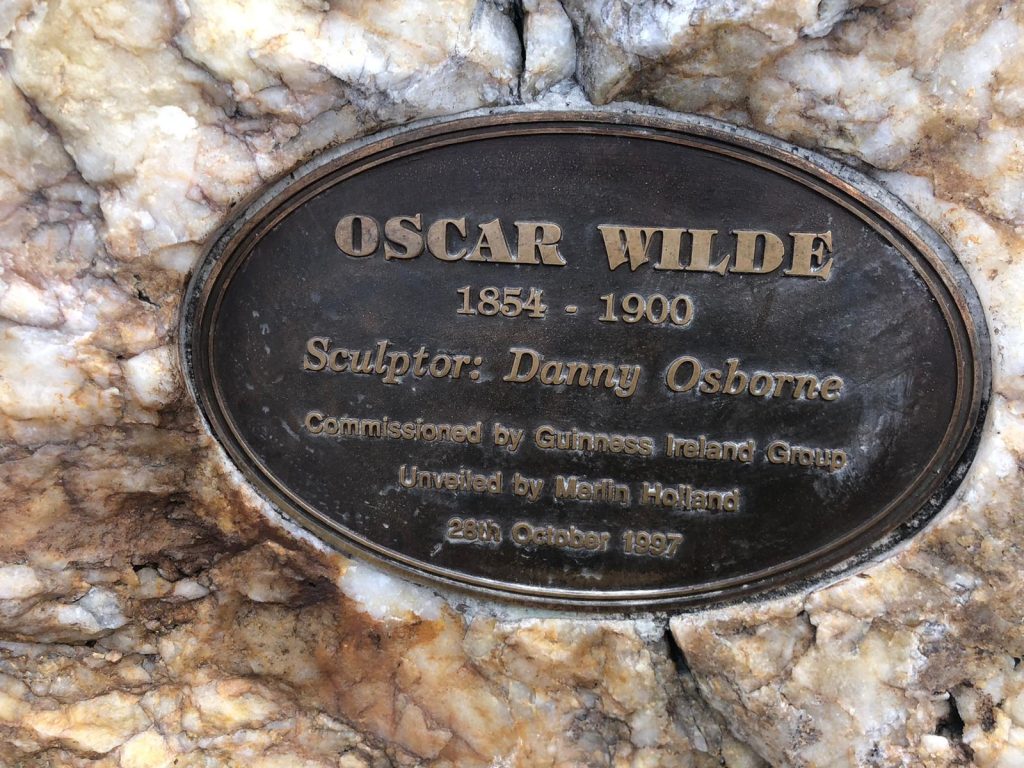 OSCAR WILDE
1854 - 1900
Sculptor: Danny Osborne
Commissioned by Guinness Ireland Group
Unveiled by Merlin Holland
28th October 1997